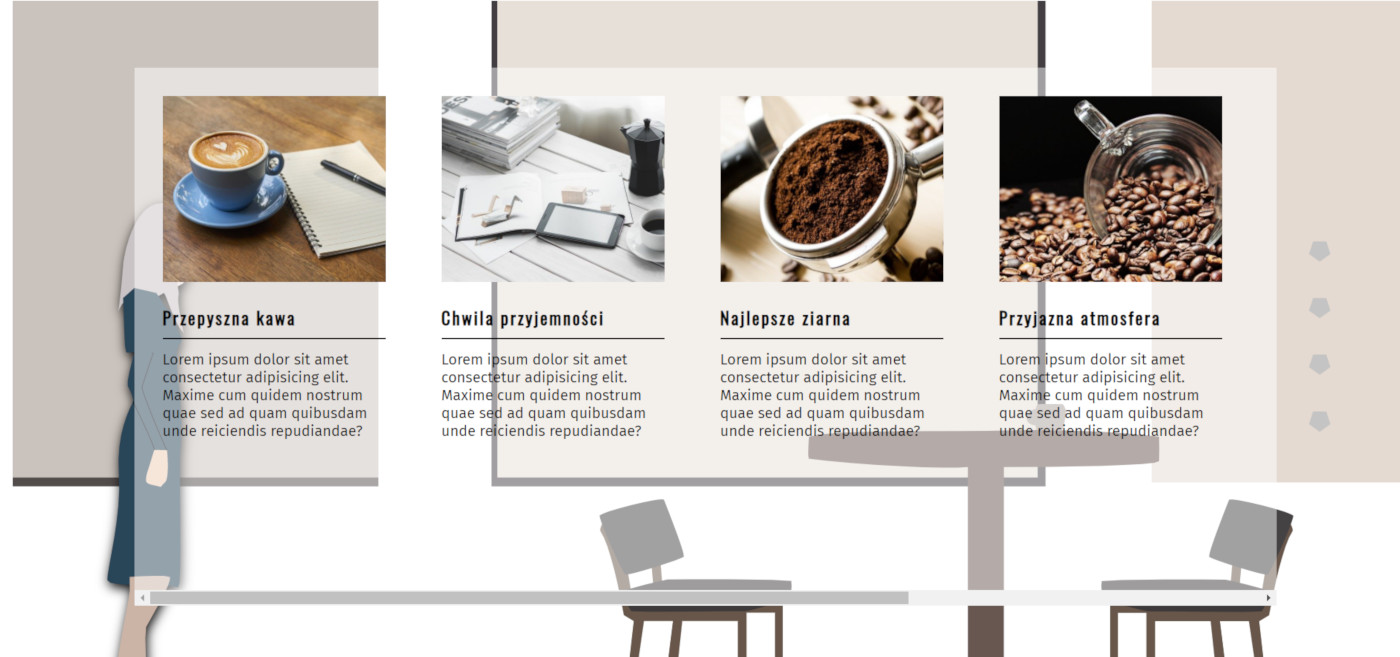 Przepyszna kawa
Lorem ipsum dolor sit amet
consectetur adipisicing elit.
Maxime cum quidem nostrum
quae sed ad quam quibusdam
unde reiciendis repudiandae?
Chwila przyjemności
Lorem ipsum dolor sit amet
consectetur adipisicing elit.
Maxime cum quidem nostrum
quae sed ad quam quibusdam
unde reiciendis repudiandae?
Najlepsze ziarna
Lorem ipsum dolor sit amet
consectetur adipisicing elit.
Maxime cum quidem nostrum
quae sed ad quam quibusdam
unde reiciendis repudiandae?
Przyjazna atmosfera
Lorem ipsum dolor sit amet
consectetur adipisicing elit.
Maxime cum quidem nostrum
quae sed ad quam quibusdam
unde reiciendis repudiandae?